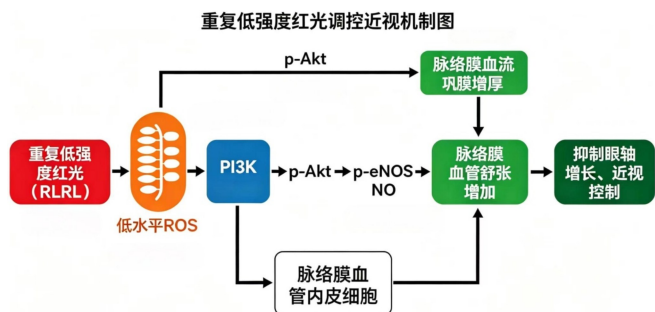 重复低强度红光调控近视机制图
p-Akt
脉络膜血流
巩膜增厚
重复低强
度红光
（RLRL）
低水平ROS
PI3K
p-Akt
p-eNOS
NO
脉络膜
血管舒张
增加
抑制眼轴
增长、近视
控制
脉络膜血
管内皮细胞